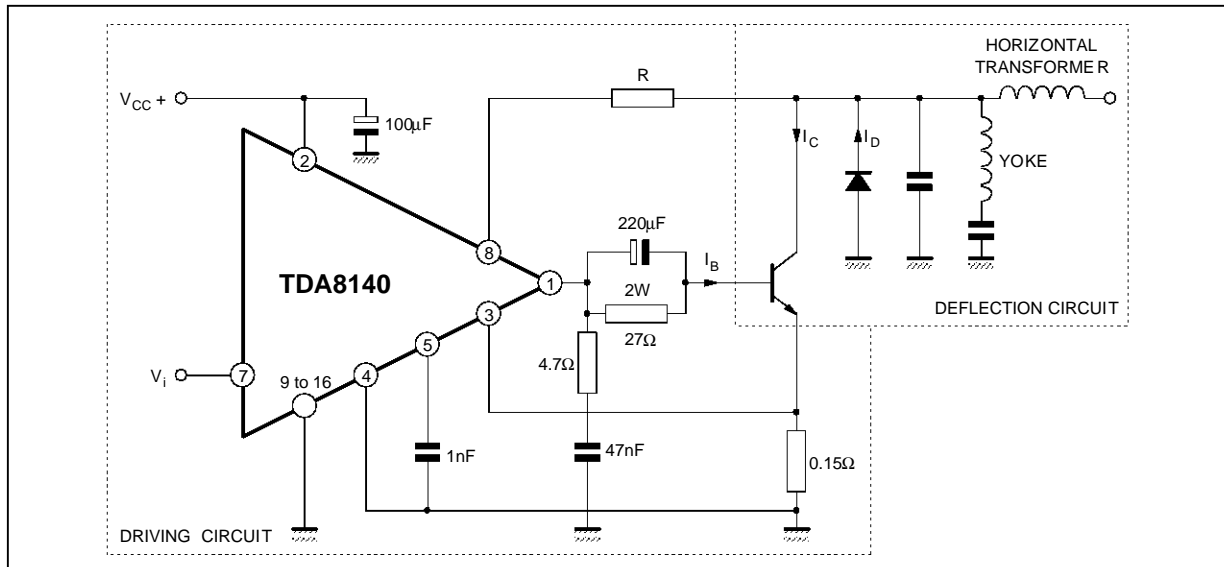 HORIZONTAL
TRANSFORMER
R
VCC +
100µF
IC
ID
YOKE
2
8
220µF
TDA8140
1
IB
2W
DEFLECTION CIRCUIT
3
27Ω
5
4.7Ω
Vi
7
9 to 16
4
1nF
47nF
0.15Ω
DRIVING CIRCUIT